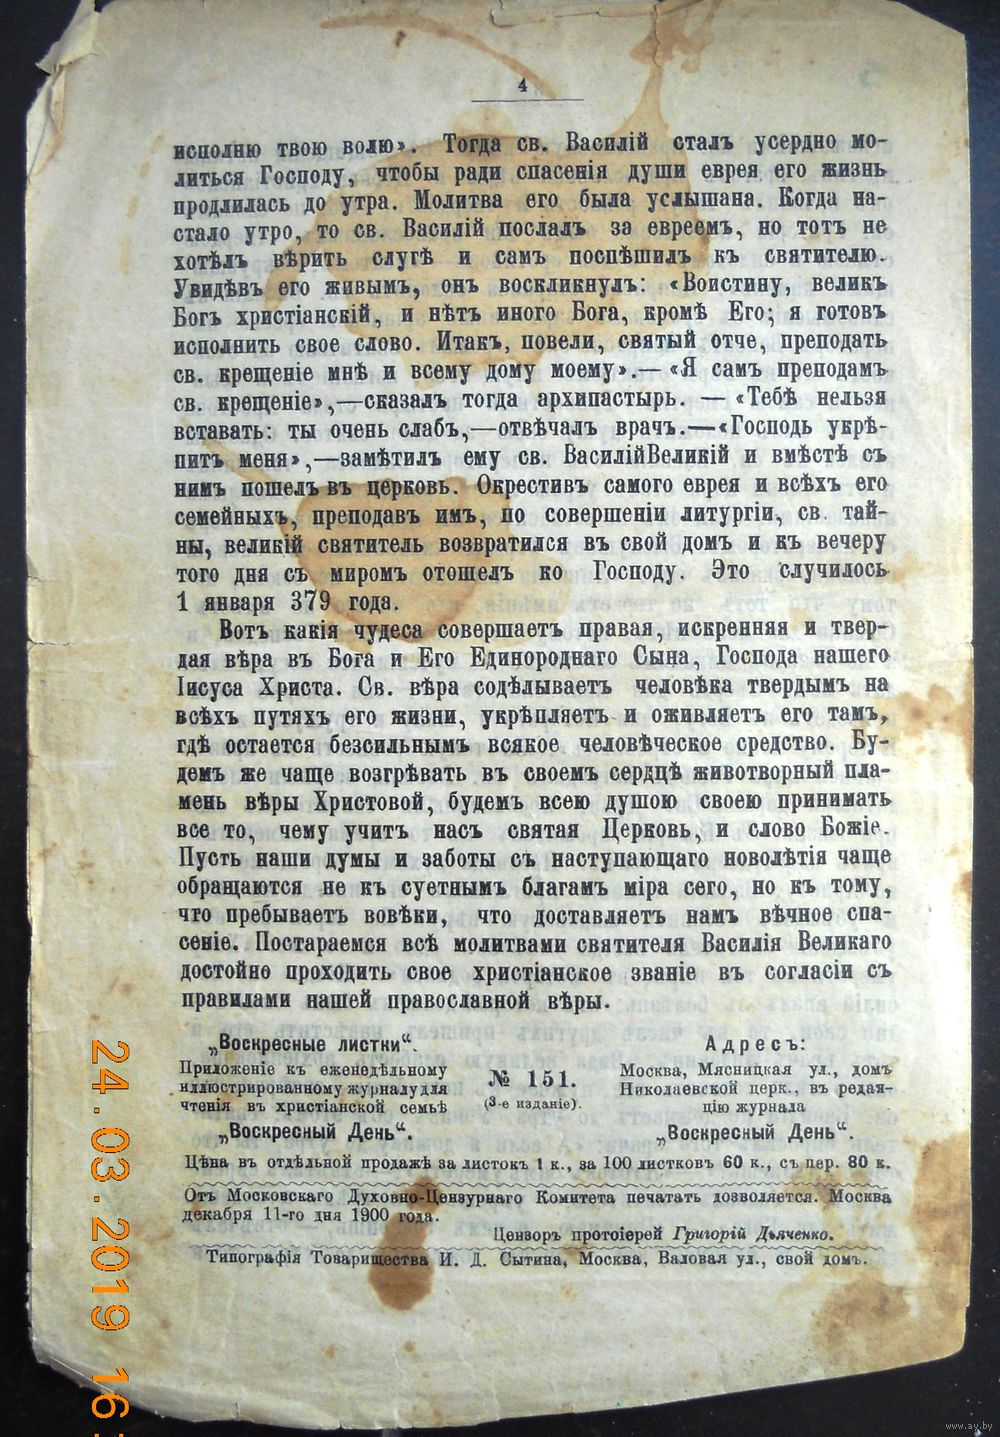 4
исполню твою волю». Тогда св. Василій сталъ усердно мо-
литься Господу, чтобы ради спасенія души еврея его жизнь
продлилась до утра. Молитва его была услышана. Когда на-
стало утро, то св. Василій послалъ за евреемъ, но тотъ не
хотѣлъ вѣрить слугѣ и самъ поспѣшилъ къ святителю.
Увидѣвъ его живымъ, онъ воскликнулъ: «Воистину, великъ
Богъ христіанскій, и нѣтъ иного Бога, кромѣ Его; я готовъ
исполнить свое слово. Итакъ, повели, святый отче, преподать
св. крещеніе мнѣ и всему дому моему».— «Я самъ преподамъ
св. крещеніе»,—сказалъ тогда архипастырь. — «Тебѣ нельзя
вставать: ты очень слабъ,—отвѣчалъ врачъ.—«Господь укрѣ-
питъ меня»,—замѣтилъ ему св. ВасилійВеликій и вмѣстѣ съ
нимъ пошелъ въ церковь. Окрестивъ самого еврея и всѣхъ его
семейныхъ, преподавъ имъ, по совершеніи литургіи, св. тай-
ны, великій святитель возвратился въ свой домъ и къ вечеру
того дня съ миромъ отошелъ ко Господу. Это случилось
1 января 379 года.
Вотъ какія чудеса совершаетъ правая, искренняя и твер-
дая вѣра въ Бога и Его Единороднаго Сына, Господа нашего
Іисуса Христа. Св. вѣра содѣлываетъ человѣка твердымъ на
всѣхъ путяхъ его жизни, укрѣпляетъ и оживляетъ его тамъ,
гдѣ остается безсильнымъ всякое человѣческое средство. Бу-
демъ же чаще возгрѣвать въ своемъ сердцѣ животворный пла-
мень вѣры Христовой, будемъ всею душою своею принимать
все то, чему учитъ насъ святая Церковь, и слово Божіе.
Пусть наши думы и заботы съ наступающаго новолѣтія чаще
обращаются не къ суетнымъ благамъ міра сего, но къ тому,
что пребываетъ вовѣки, что доставляетъ намъ вѣчное спа-
сеніе. Постараемся всѣ молитвами святителя Василія Великаго
достойно проходить свое христіанское званіе въ согласіи съ
правилами нашей православной вѣры.
„Воскресные листки“.
Приложеніе къ еженедѣльному
иллюстрированному журналу для
чтенія въ христіанской семьѣ
„Воскресный День“.
№ 151.
(3-е изданіе).
Адресъ:
Москва, Мясницкая ул., домъ
Николаевской церк., въ редак-
цію журнала
„Воскресный День“.
Цѣна въ отдѣльной продажѣ за листокъ 1 к., за 100 листковъ 60 к., съ пер. 80 к.
Отъ Московскаго Духовно-Цензурнаго Комитета печатать дозволяется. Москва
декабря 11-го дня 1900 года.
Цензоръ протоіерей Григорій Дьяченко.
Типографія Товарищества И. Д. Сытина, Москва, Валовая ул., свой домъ.
24.03.2019 16:
www.ay.by